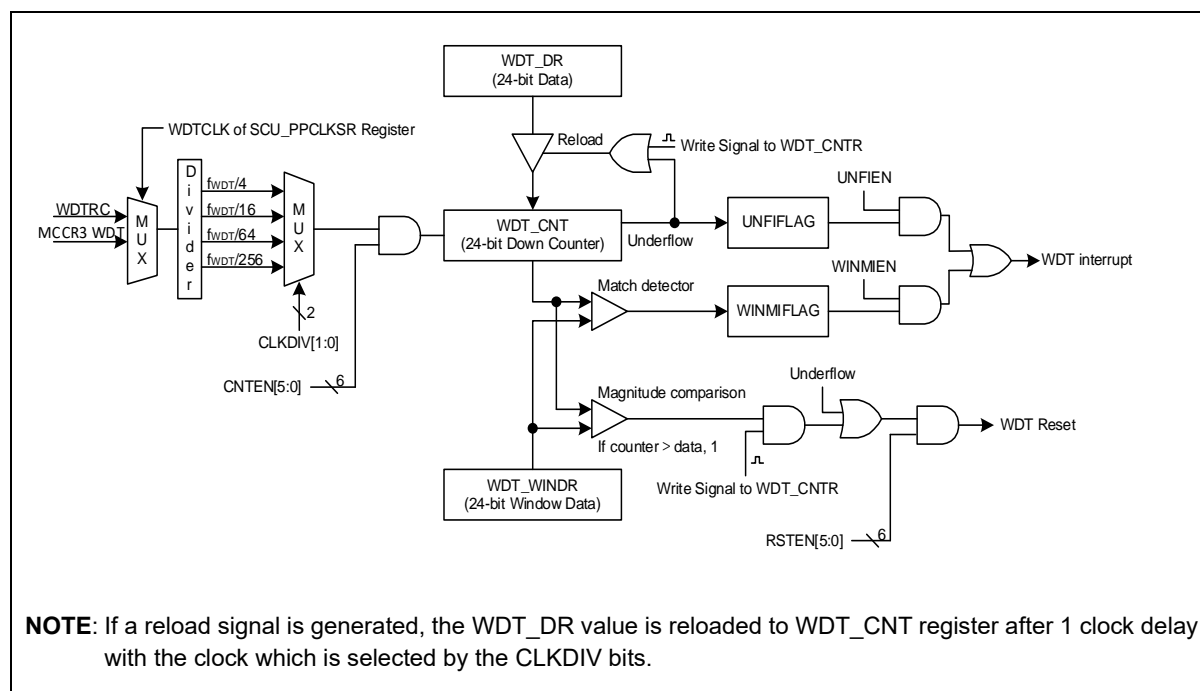 WDT_DR
(24-bit Data)
WDTCLK of SCU_PPCLKSR Register
Reload
Write Signal to WDT_CNTR
WDTRC
MCCR3 WDT
MUX
Divider
fWDT/4
fWDT/16
fWDT/64
fWDT/256
MUX
2
CLKDIV[1:0]
CNTEN[5:0]
6
WDT_CNT
(24-bit Down Counter)
Underflow
UNFIEN
UNFIFLAG
WDT interrupt
WINMIEN
Match detector
WINMIFLAG
Magnitude comparison
If counter > data, 1
Underflow
WDT Reset
Write Signal to WDT_CNTR
WDT_WINDR
(24-bit Window Data)
RSTEN[5:0]
6
NOTE: If a reload signal is generated, the WDT_DR value is reloaded to WDT_CNT register after 1 clock delay
with the clock which is selected by the CLKDIV bits.